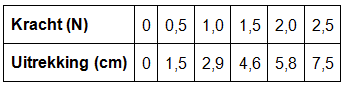 Kracht (N) 0 0,5 1,0 1,5 2,0 2,5
Uitrekking (cm) 0 1,5 2,9 4,6 5,8 7,5